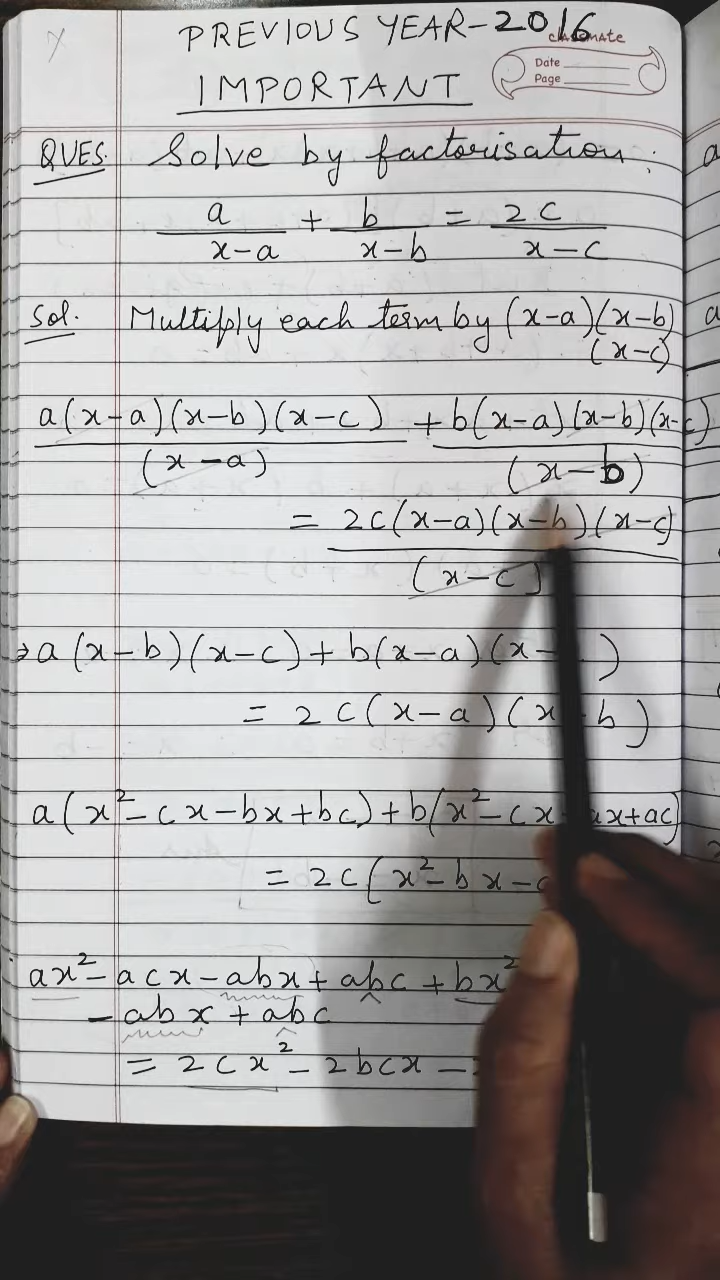 PREVIOUS YEAR-2016
classmate
Date
Page
IMPORTANT
QUES. Solve by factorisation:
a/(x-a) + b/(x-b) = 2c/(x-c)
Sol. Multiply each term by (x-a)(x-b)
(x-c)
a(x-a)(x-b)(x-c)/(x-a) + b(x-a)(x-b)(x-c)/(x-b)
= 2c(x-a)(x-b)(x-c)/(x-c)
⇒ a(x-b)(x-c) + b(x-a)(x-   )
= 2c(x-a)(x   b)
a(x²-cx-bx+bc) + b(x²-cx   ax+ac)
= 2c(x²-bx-
ax²-acx-abx+abc+bx²
-abx+abc
= 2cx²-2bcx-